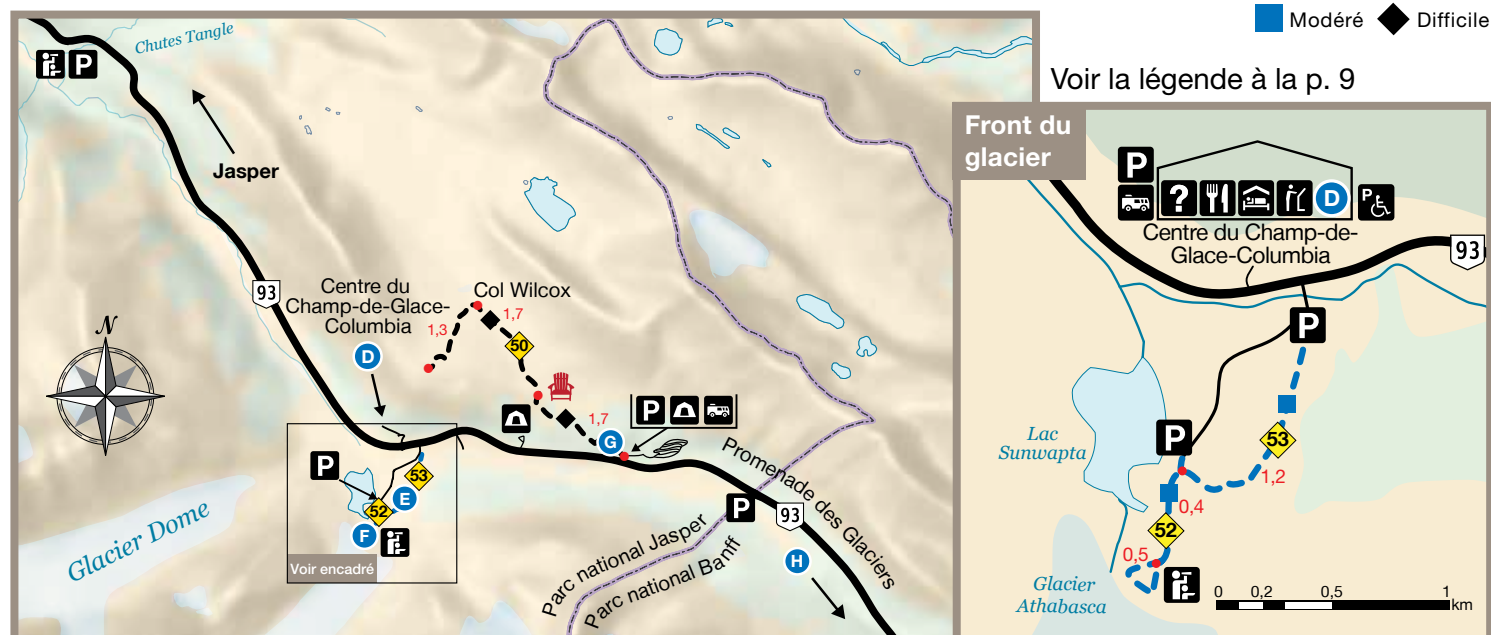 Modéré
Difficile
Voir la légende à la p. 9
Chutes Tangle
P
Jasper
93
N
Centre du
Champ-de-Glace-
Columbia
D
Col Wilcox
1,3
1,7
50
1,7
G
P
P
53
E
52
F
Voir encadré
Glacier Dome
Promenade des Glaciers
P
93
H
Parc national Jasper
Parc national Banff
Front du
glacier
P
?
D
P
Centre du Champ-de-
Glace-Columbia
93
P
Lac
Sunwapta
P
53
1,2
0,4
52
0,5
Glacier
Athabasca
0 0,2 0,5 1
km